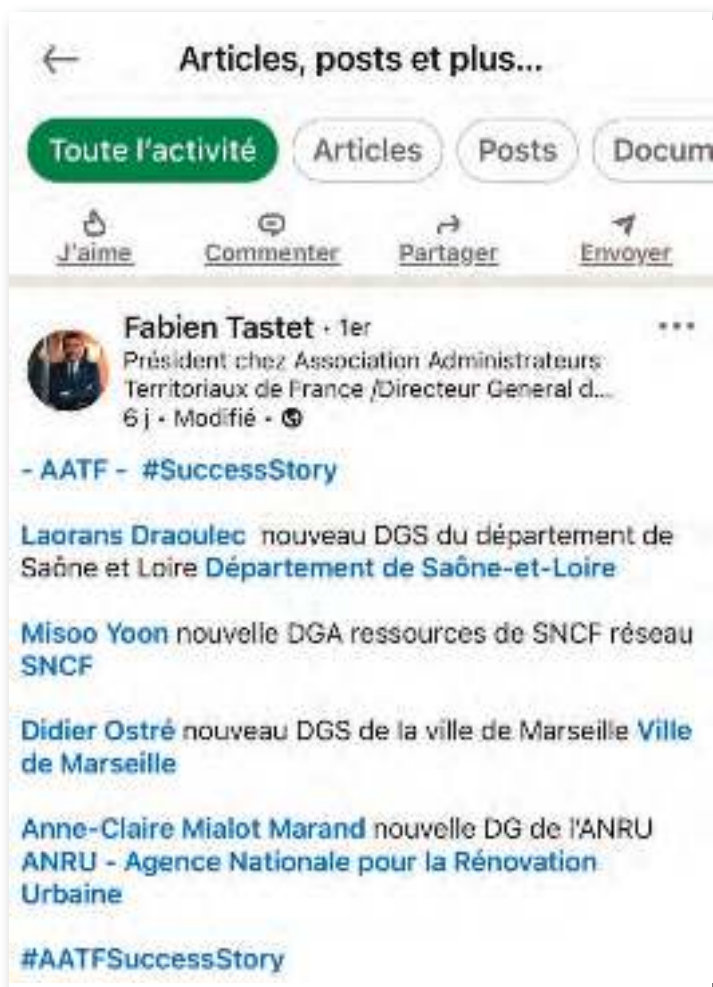 Articles, posts et plus...
Toute l'activité Articles Posts Docum
J'aime Commenter Partager Envoyer
Fabien Tastet · 1er
Président chez Association Administrateurs
Territoriaux de France /Directeur General d...
6 j · Modifié ·
- AATF - #SuccessStory
Laorans Draoulec nouveau DGS du département de
Saône et Loire Département de Saône-et-Loire
Misoo Yoon nouvelle DGA ressources de SNCF réseau
SNCF
Didier Ostré nouveau DGS de la ville de Marseille Ville
de Marseille
Anne-Claire Mialot Marand nouvelle DG de l'ANRU
ANRU - Agence Nationale pour la Rénovation
Urbaine
#AATFSuccessStory